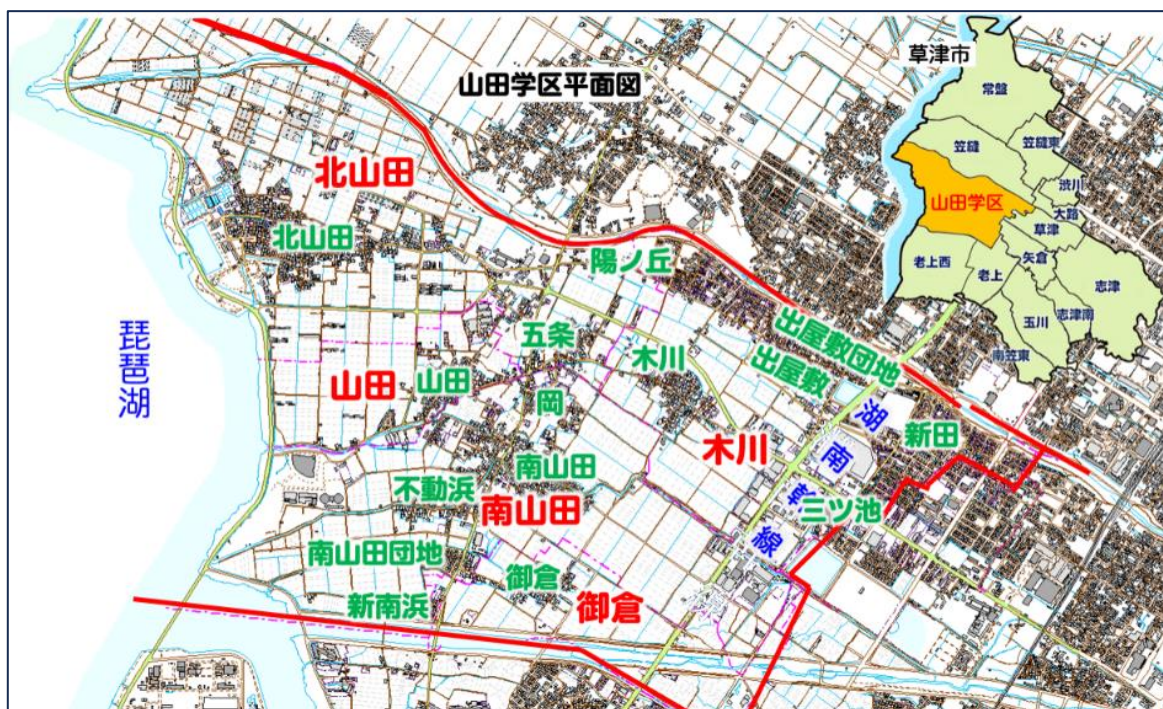 山田学区平面図
草津市
常盤
笠縫
笠縫東
渋川
山田学区
大路
草津
矢倉
老上西
老上
志津
玉川
志津南
南笠東
北山田
北山田
陽ノ丘
琵琶湖
五条
木川
出屋敷団地
出屋敷
山田
山田
岡
湖南幹線
新田
木川
南山田
不動浜
南山田
三ツ池
南山田団地
御倉
新南浜
御倉